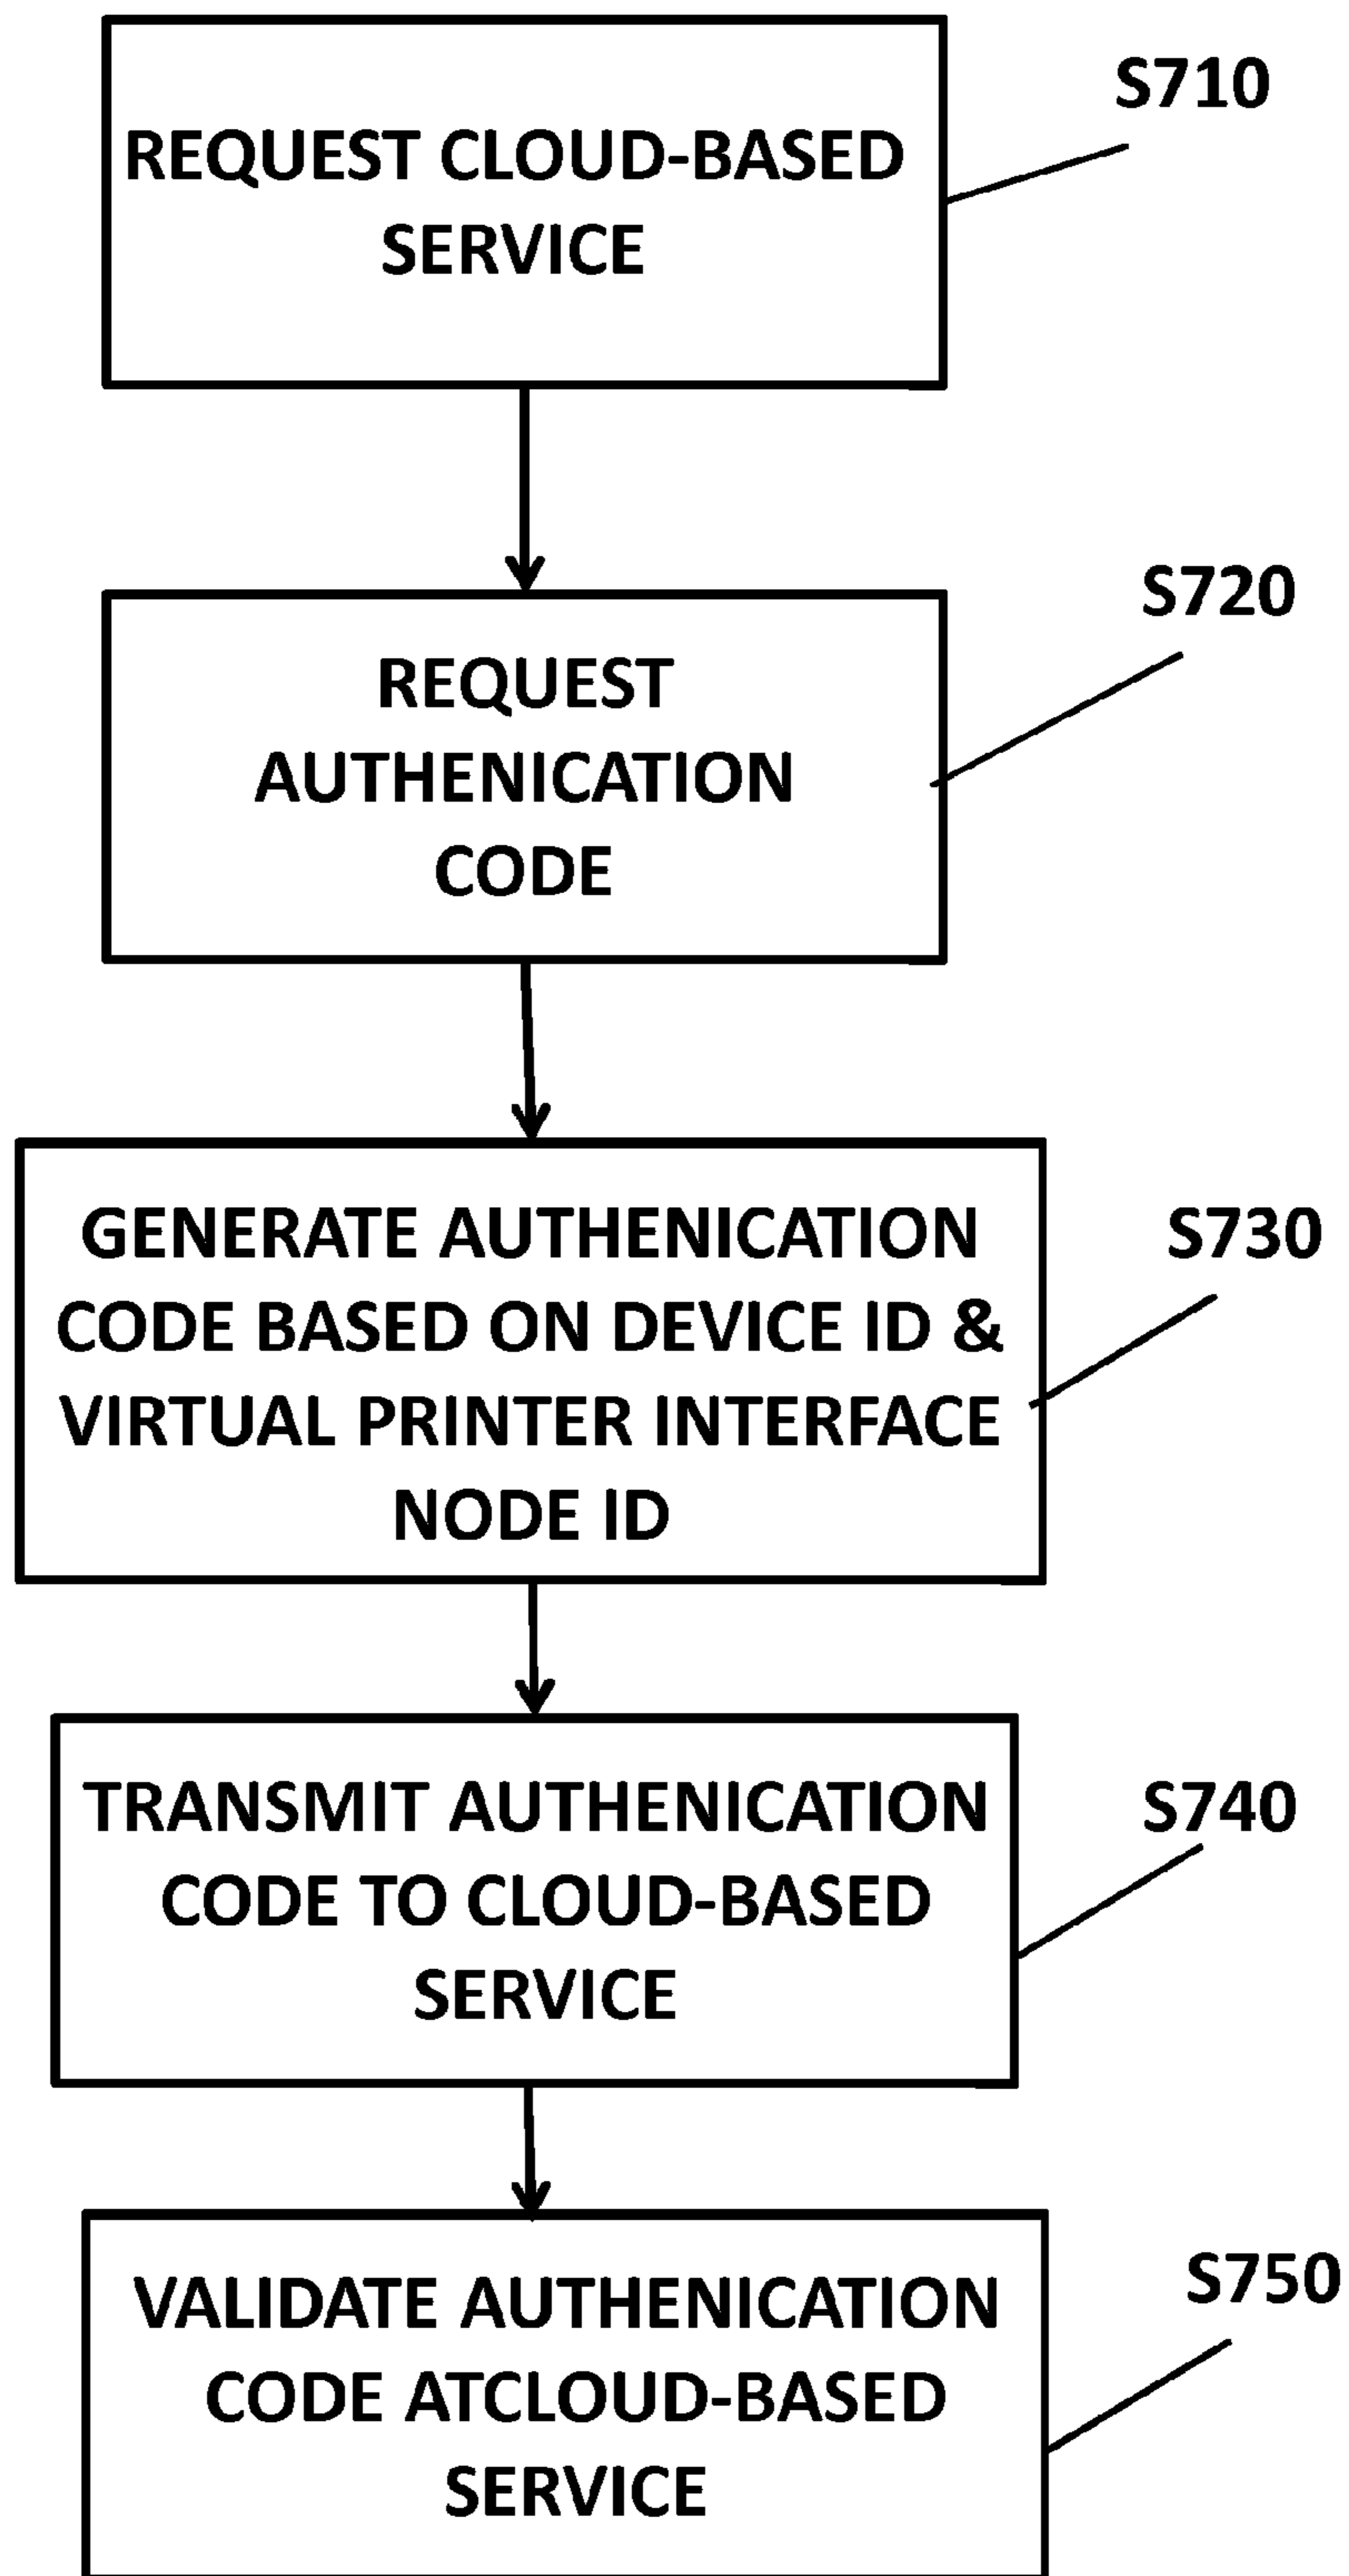 REQUEST CLOUD-BASED
SERVICE
S710
REQUEST
AUTHENICATION
CODE
S720
GENERATE AUTHENICATION
CODE BASED ON DEVICE ID &
VIRTUAL PRINTER INTERFACE
NODE ID
S730
TRANSMIT AUTHENICATION
CODE TO CLOUD-BASED
SERVICE
S740
VALIDATE AUTHENICATION
CODE ATCLOUD-BASED
SERVICE
S750